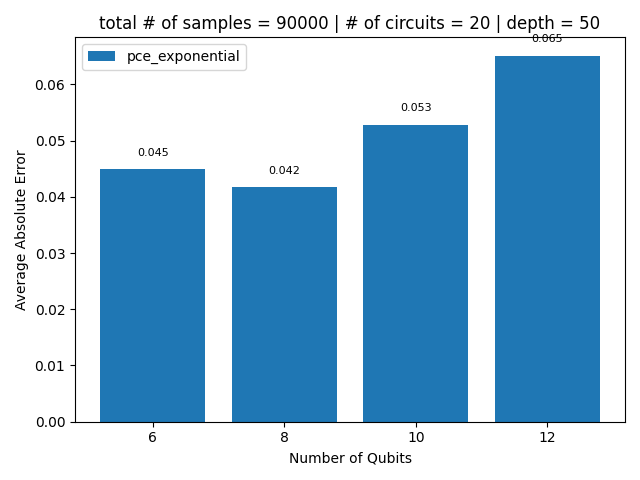 total # of samples = 90000 | # of circuits = 20 | depth = 50
pce_exponential
0.065
0.06
0.053
0.05
0.045
0.042
0.04
0.03
0.02
0.01
0.00
Average Absolute Error
6 8 10 12
Number of Qubits